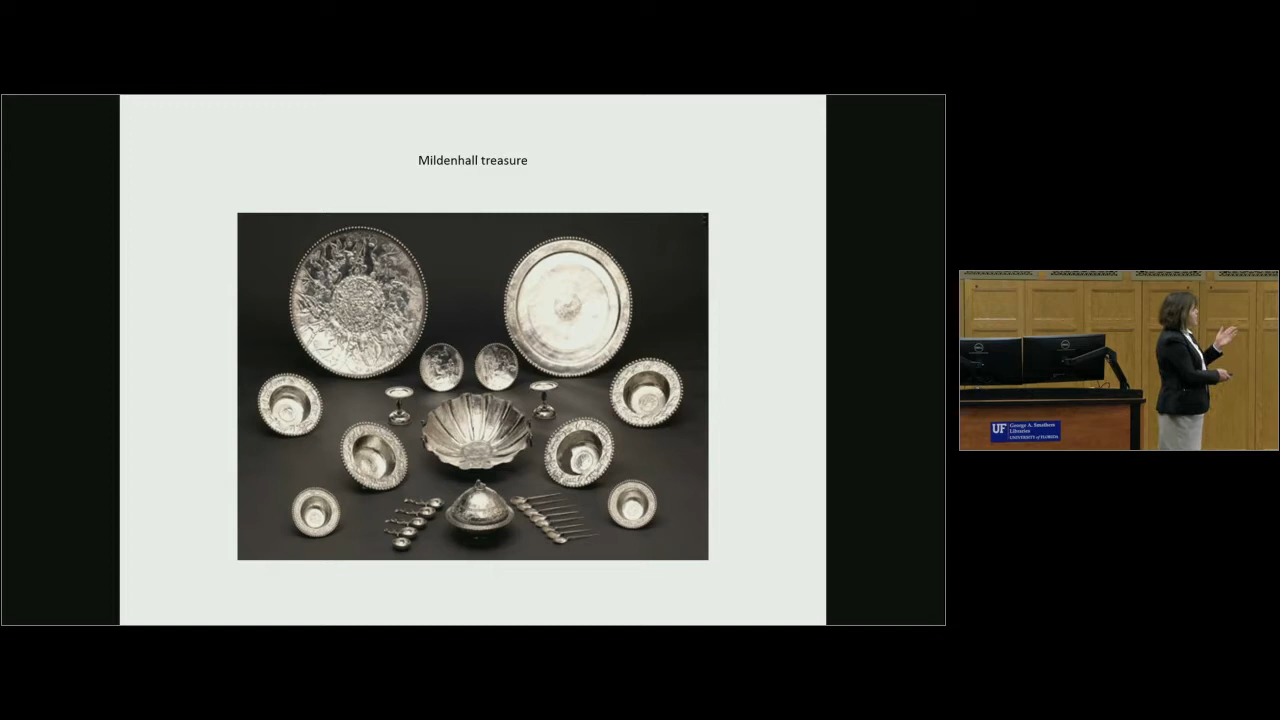 Mildenhall treasure
UF
George A. Smathers
Libraries
UNIVERSITY of FLORIDA